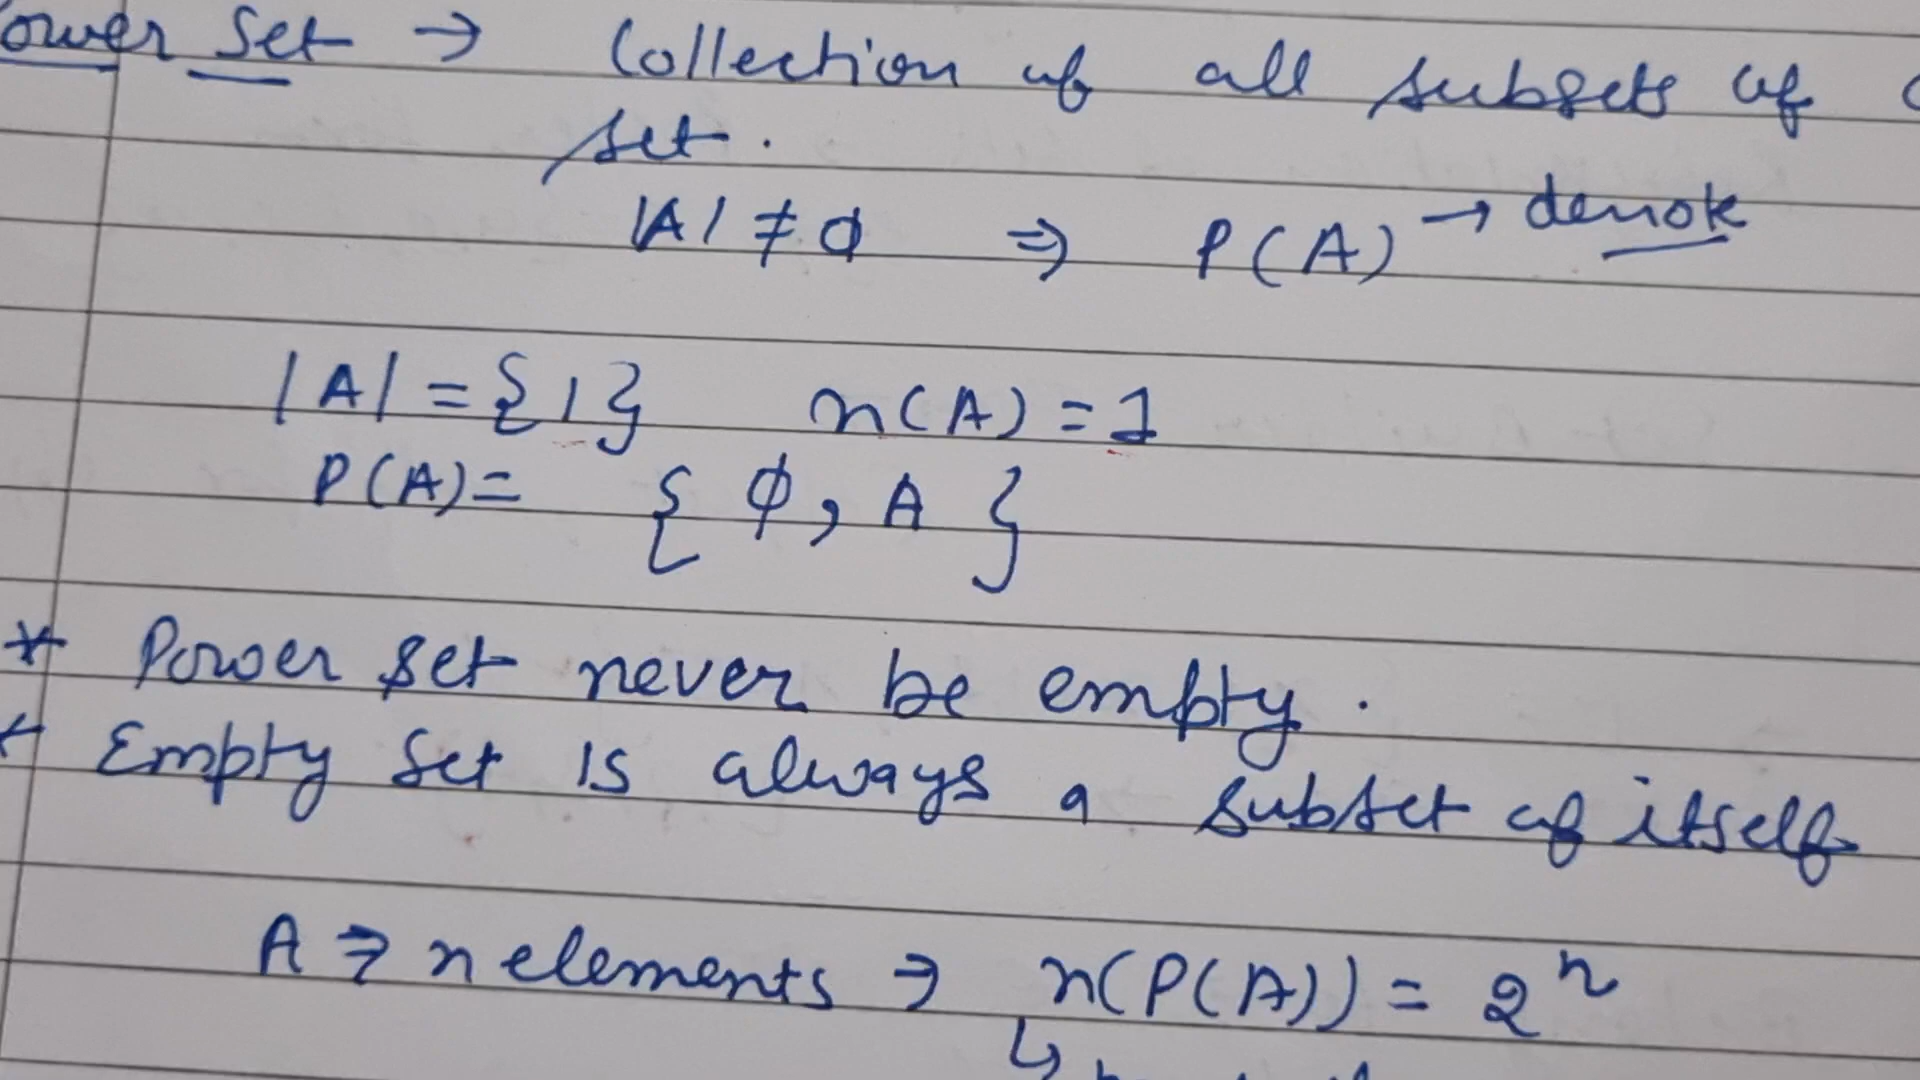 ower Set → Collection of all subsets of
set.
|A| ≠ ϕ ⇒ P(A) → denote
|A| = {1} n(A) = 1
P(A) = {ϕ, A}
* Power set never be empty.
* Empty Set is always a subset of itself
A → n elements → n(P(A)) = 2ⁿ
↳